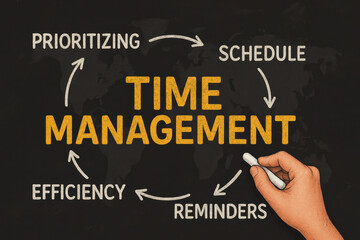 PRIORITIZING
SCHEDULE
TIME
MANAGEMENT
EFFICIENCY
REMINDERS